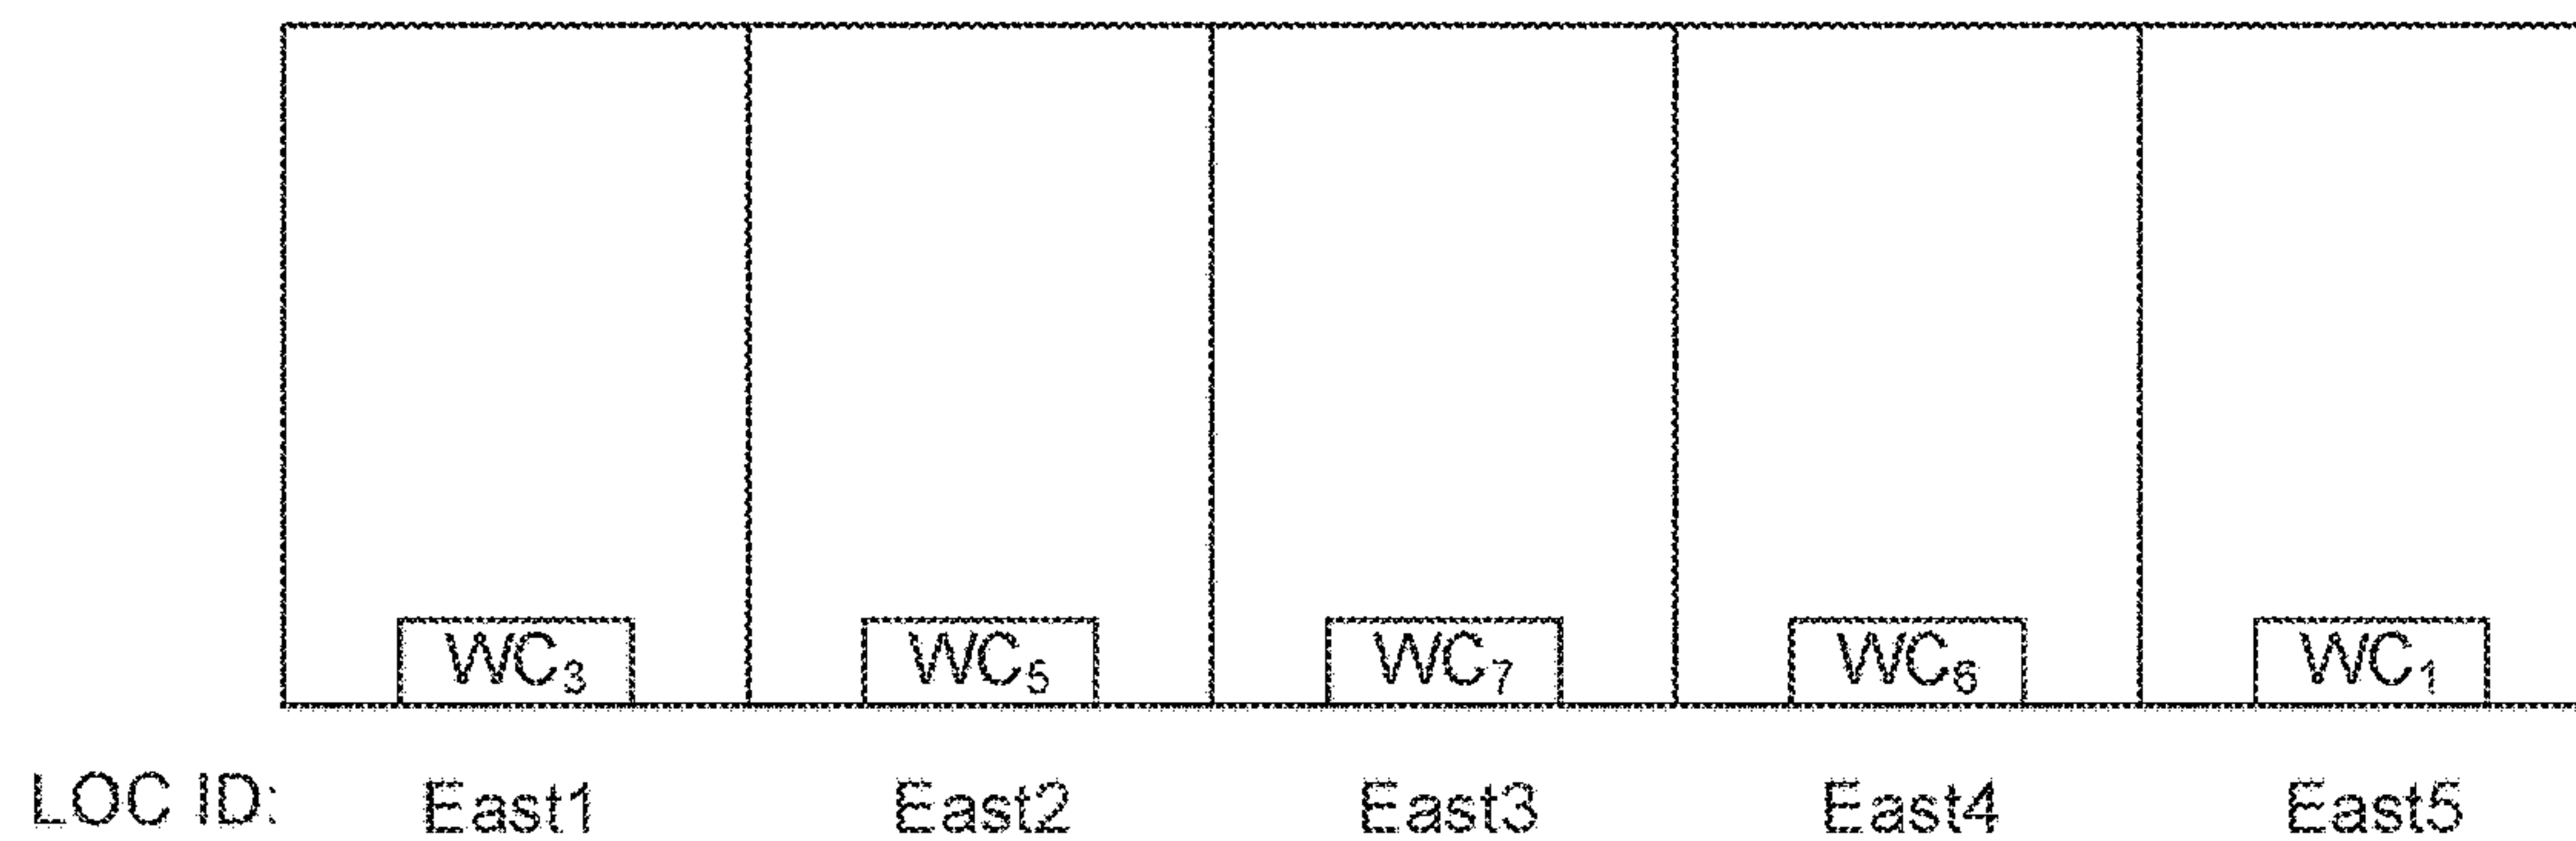 WC₃ WC₅ WC₇ WC₆ WC₁
LOC ID: East1 East2 East3 East4 East5